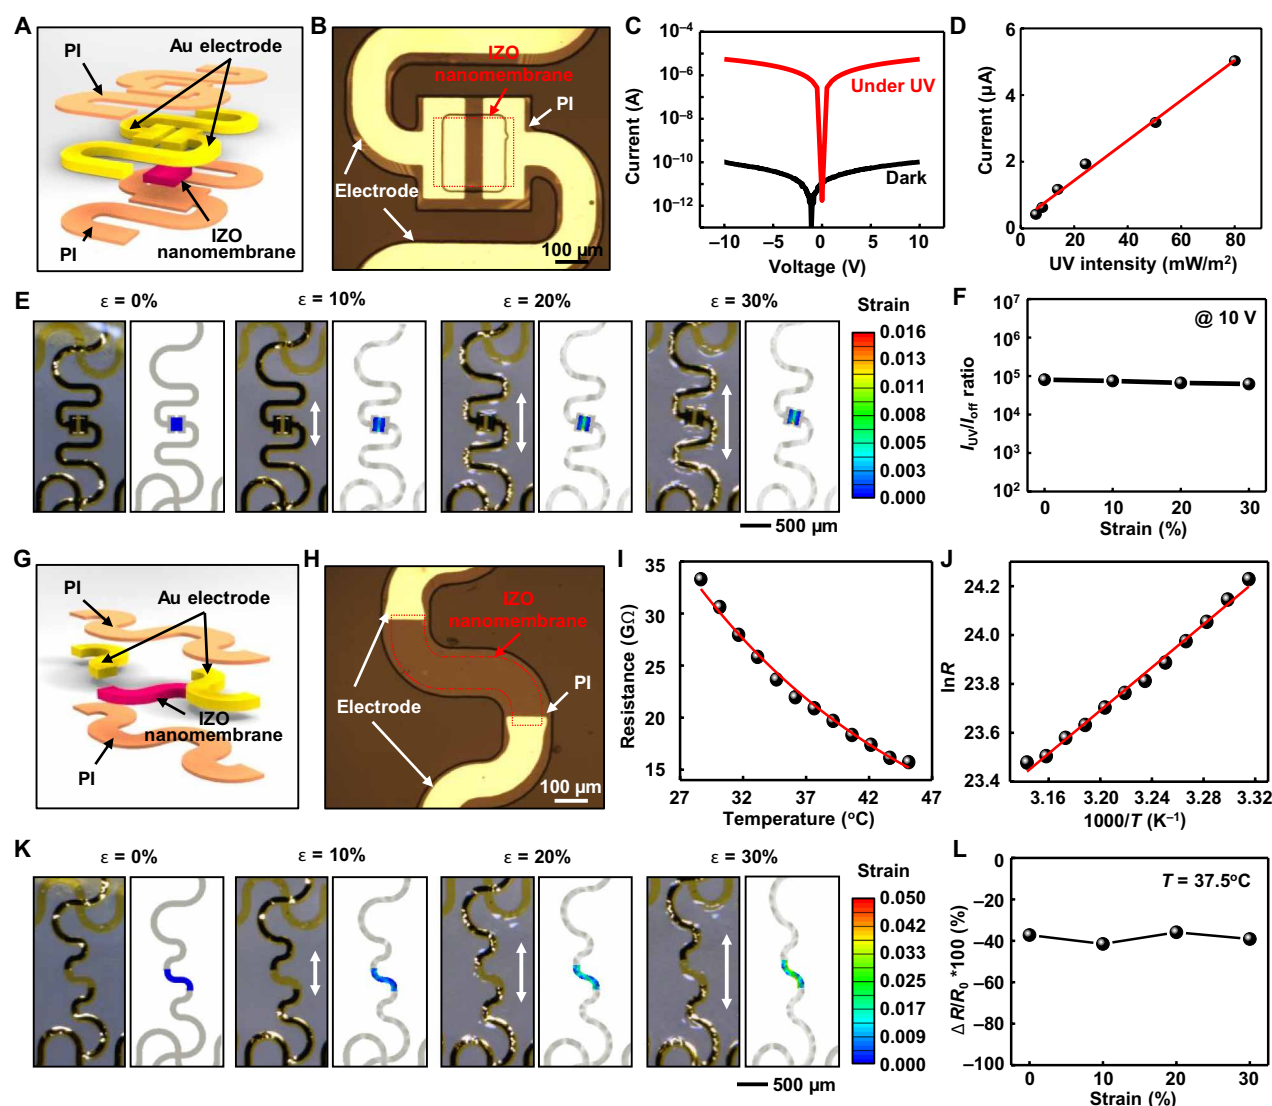 A
PI
Au electrode
PI
IZO
nanomembrane
B
IZO
nanomembrane
PI
Electrode
100 µm
C
Current (A)
10⁻⁴
10⁻⁶
10⁻⁸
10⁻¹⁰
10⁻¹²
Under UV
Dark
−10
−5
0
5
10
Voltage (V)
D
Current (µA)
6
4
2
0
0
20
40
60
80
UV intensity (mW/m²)
E
ε = 0%
ε = 10%
ε = 20%
ε = 30%
Strain
0.016
0.013
0.011
0.009
0.008
0.005
0.003
0.000
500 µm
F
@ 10 V
I_UV/I_off ratio
10⁷
10⁶
10⁵
10⁴
10³
10²
0
10
20
30
Strain (%)
G
PI
Au electrode
IZO
nanomembrane
PI
H
IZO
nanomembrane
PI
Electrode
100 µm
I
Resistance (GΩ)
35
31
27
23
19
15
27
32
37
42
47
Temperature (°C)
J
lnR
24.2
24.0
23.8
23.6
23.4
3.16
3.20
3.24
3.28
3.32
1000/T (K⁻¹)
K
ε = 0%
ε = 10%
ε = 20%
ε = 30%
Strain
0.050
0.042
0.033
0.025
0.017
0.009
0.000
500 µm
L
T = 37.5°C
Δ R/R₀ *100 (%)
0
−20
−40
−60
−80
−100
0
10
20
30
Strain (%)